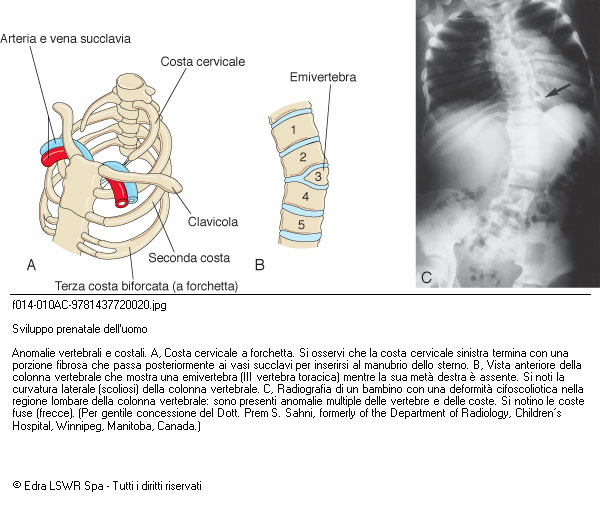 Arteria e vena succlavia
Costa cervicale
Emivertebra
1
2
3
4
5
Clavicola
Seconda costa
A
B
C
Terza costa biforcata (a forchetta)
f014-010AC-9781437720020.jpg
Sviluppo prenatale dell'uomo
Anomalie vertebrali e costali. A, Costa cervicale a forchetta. Si osservi che la costa cervicale sinistra termina con una
porzione fibrosa che passa posteriormente ai vasi succlavi per inserirsi al manubrio dello sterno. B, Vista anteriore della
colonna vertebrale che mostra una emivertebra (III vertebra toracica) mentre la sua metà destra è assente. Si noti la
curvatura laterale (scoliosi) della colonna vertebrale. C, Radiografia di un bambino con una deformità cifoscoliotica nella
regione lombare della colonna vertebrale: sono presenti anomalie multiple delle vertebre e delle coste. Si notino le coste
fuse (frecce). (Per gentile concessione del Dott. Prem S. Sahni, formerly of the Department of Radiology, Children´s
Hospital, Winnipeg, Manitoba, Canada.)
© Edra LSWR Spa - Tutti i diritti riservati